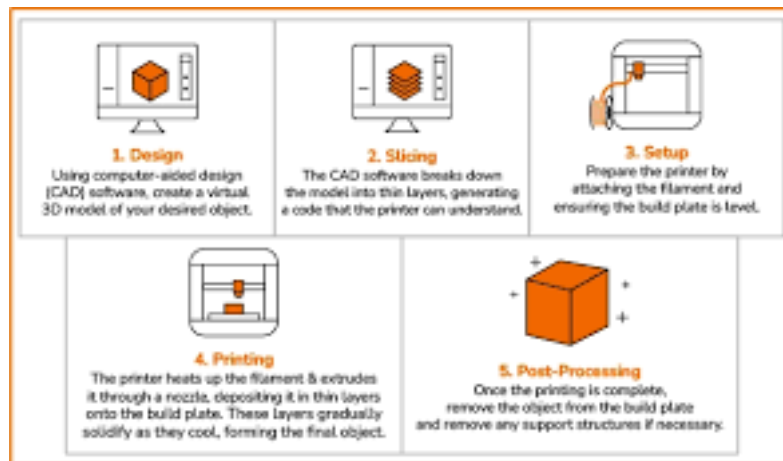 1. Design
Using computer-aided design
(CAD) software, create a virtual
3D model of your desired object.
2. Slicing
The CAD software breaks down
the model into thin layers, generating
a code that the printer can understand.
3. Setup
Prepare the printer by
attaching the filament and
ensuring the build plate is level.
4. Printing
The printer heats up the filament & extrudes
it through a nozzle, depositing it in thin layers
onto the build plate. These layers gradually
solidify as they cool, forming the final object.
5. Post-Processing
Once the printing is complete,
remove the object from the build plate
and remove any support structures if necessary.